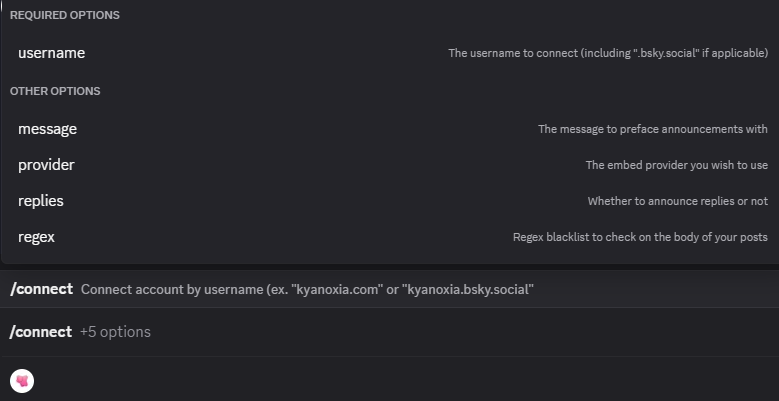 REQUIRED OPTIONS
username The username to connect (including ".bsky.social" if applicable)
OTHER OPTIONS
message The message to preface announcements with
provider The embed provider you wish to use
replies Whether to announce replies or not
regex Regex blacklist to check on the body of your posts
/connect Connect account by username (ex. "kyanoxia.com" or "kyanoxia.bsky.social"
/connect +5 options